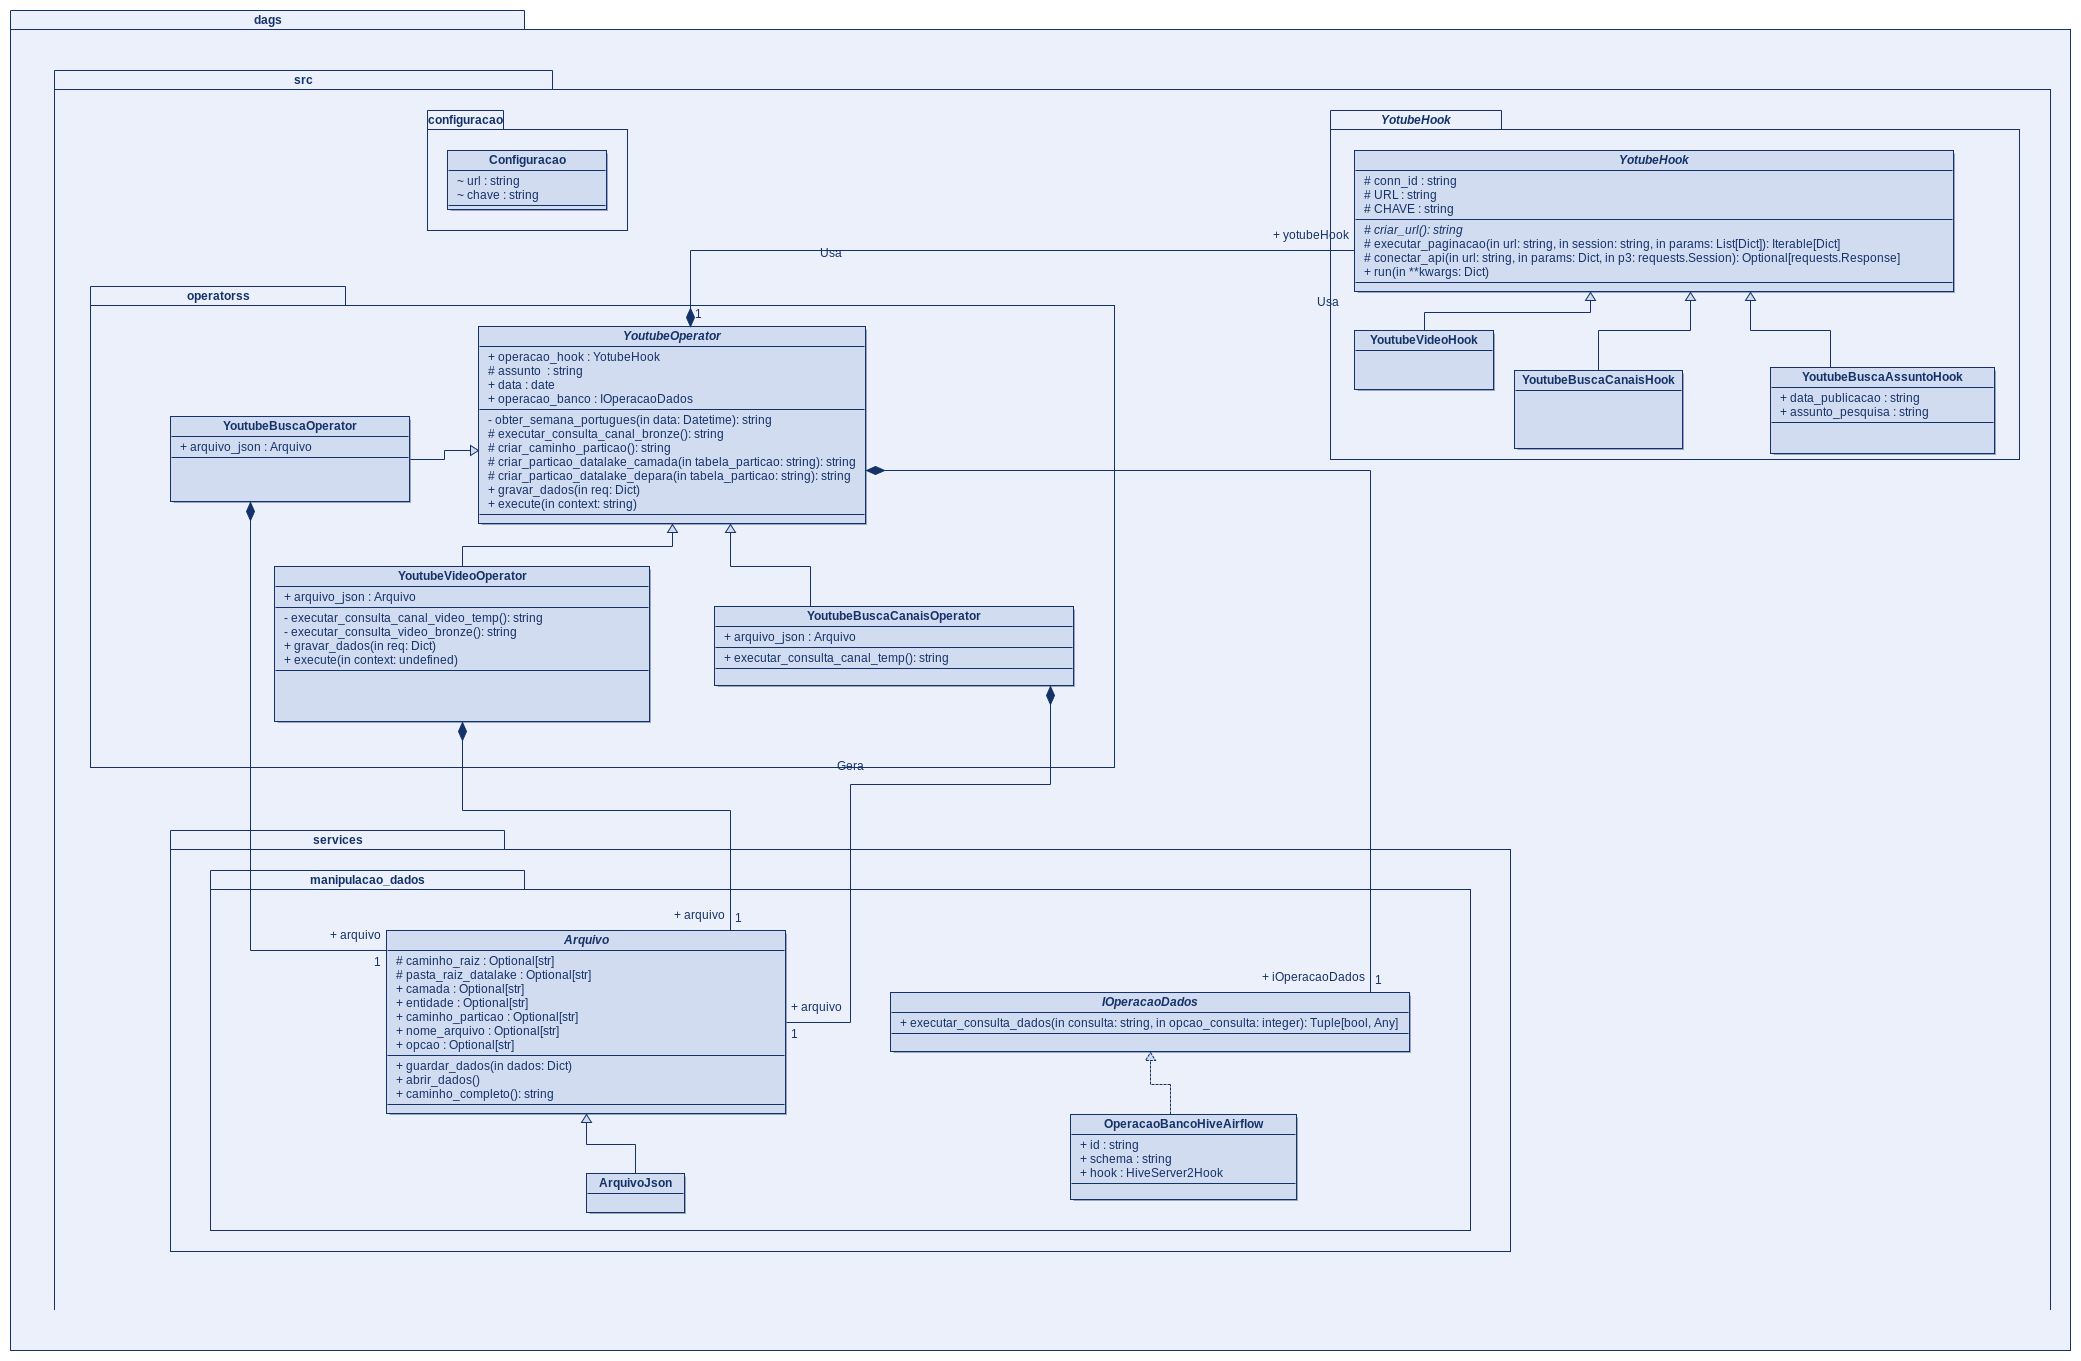 dags
src
configuracao
Configuracao
~ url : string
~ chave : string
YotubeHook
YotubeHook
# conn_id : string
# URL : string
# CHAVE : string
# criar_url(): string
# executar_paginacao(in url: string, in session: string, in params: List[Dict]): Iterable[Dict]
# conectar_api(in url: string, in params: Dict, in p3: requests.Session): Optional[requests.Response]
+ run(in **kwargs: Dict)
+ yotubeHook
Usa
Usa
1
YoutubeVideoHook
YoutubeBuscaCanaisHook
YoutubeBuscaAssuntoHook
+ data_publicacao : string
+ assunto_pesquisa : string
operatorss
YoutubeOperator
+ operacao_hook : YotubeHook
# assunto  : string
+ data : date
+ operacao_banco : IOperacaoDados
- obter_semana_portugues(in data: Datetime): string
# executar_consulta_canal_bronze(): string
# criar_caminho_particao(): string
# criar_particao_datalake_camada(in tabela_particao: string): string
# criar_particao_datalake_depara(in tabela_particao: string): string
+ gravar_dados(in req: Dict)
+ execute(in context: string)
YoutubeBuscaOperator
+ arquivo_json : Arquivo
YoutubeVideoOperator
+ arquivo_json : Arquivo
- executar_consulta_canal_video_temp(): string
- executar_consulta_video_bronze(): string
+ gravar_dados(in req: Dict)
+ execute(in context: undefined)
YoutubeBuscaCanaisOperator
+ arquivo_json : Arquivo
+ executar_consulta_canal_temp(): string
Gera
services
manipulacao_dados
+ arquivo
1
+ arquivo
1
+ arquivo
1
Arquivo
# caminho_raiz : Optional[str]
# pasta_raiz_datalake : Optional[str]
+ camada : Optional[str]
+ entidade : Optional[str]
+ caminho_particao : Optional[str]
+ nome_arquivo : Optional[str]
+ opcao : Optional[str]
+ guardar_dados(in dados: Dict)
+ abrir_dados()
+ caminho_completo(): string
ArquivoJson
+ iOperacaoDados
1
IOperacaoDados
+ executar_consulta_dados(in consulta: string, in opcao_consulta: integer): Tuple[bool, Any]
OperacaoBancoHiveAirflow
+ id : string
+ schema : string
+ hook : HiveServer2Hook